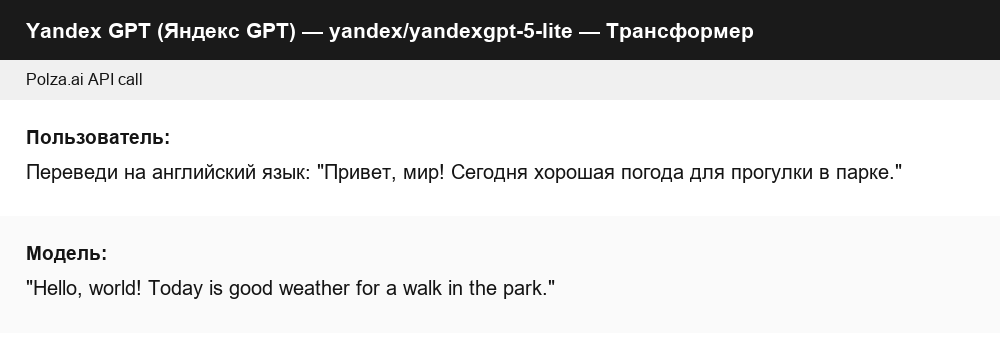 Yandex GPT (Яндекс GPT) — yandex/yandexgpt-5-lite — Трансформер
Polza.ai API call
Пользователь:
Переведи на английский язык: "Привет, мир! Сегодня хорошая погода для прогулки в парке."
Модель:
"Hello, world! Today is good weather for a walk in the park."